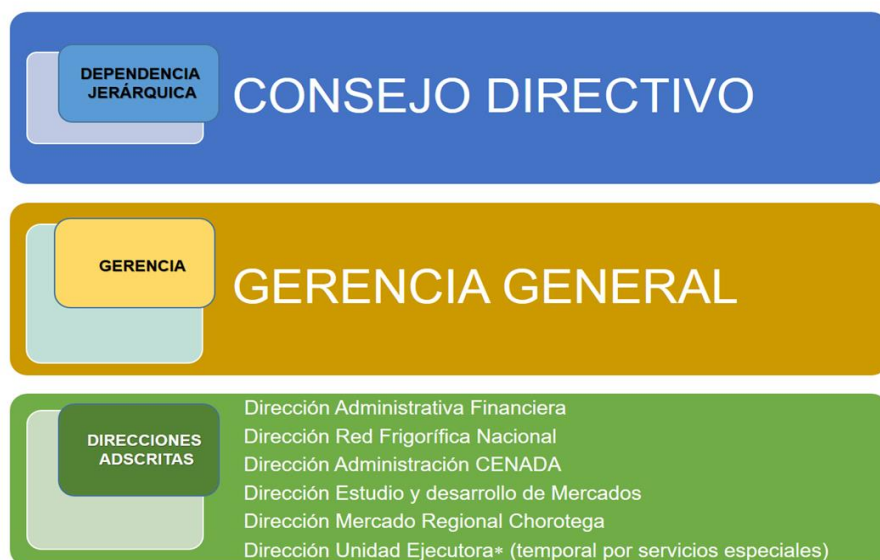 DEPENDENCIA
JERÁRQUICA
CONSEJO DIRECTIVO
GERENCIA
GERENCIA GENERAL
DIRECCIONES
ADSCRITAS
Dirección Administrativa Financiera
Dirección Red Frigorífica Nacional
Dirección Administración CENADA
Dirección Estudio y desarrollo de Mercados
Dirección Mercado Regional Chorotega
Dirección Unidad Ejecutora* (temporal por servicios especiales)